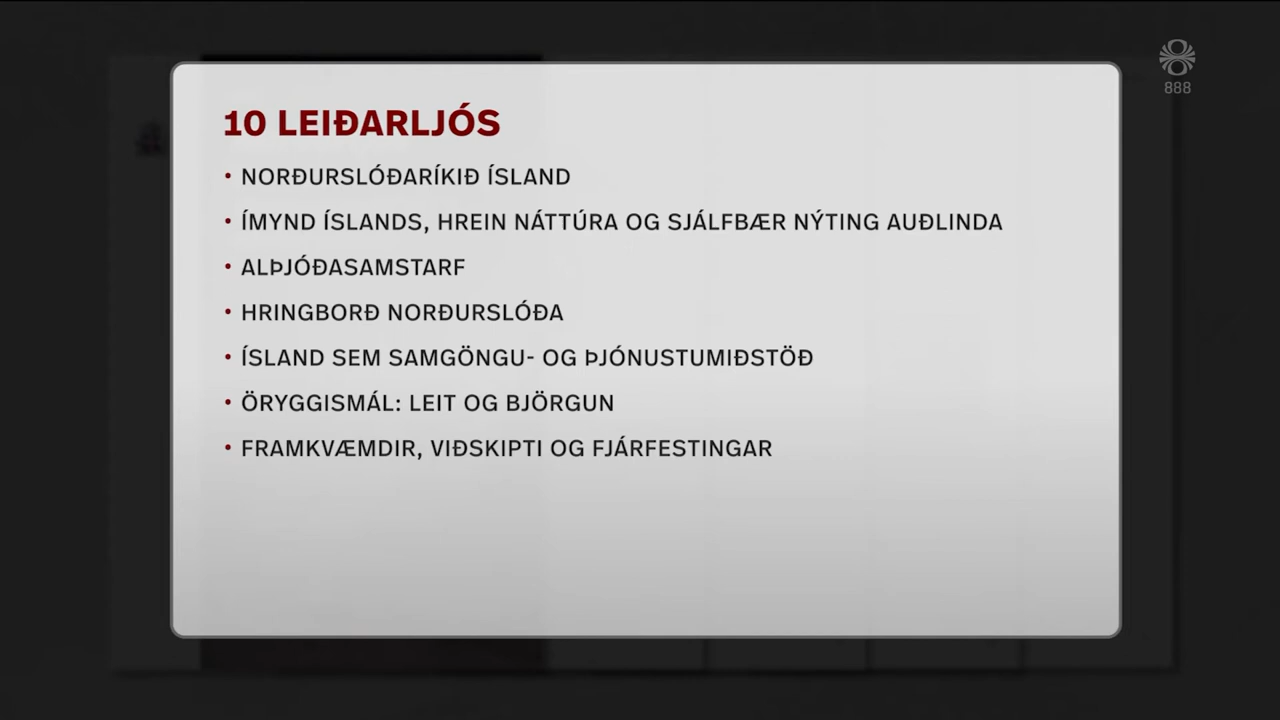 888
10 LEIÐARLJÓS
• NORÐURSLÓÐARÍKIÐ ÍSLAND
• ÍMYND ÍSLANDS, HREIN NÁTTÚRA OG SJÁLFBÆR NÝTING AUÐLINDA
• ALÞJÓÐASAMSTARF
• HRINGBORÐ NORÐURSLÓÐA
• ÍSLAND SEM SAMGÖNGU- OG ÞJÓNUSTUMIÐSTÖÐ
• ÖRYGGISMÁL: LEIT OG BJÖRGUN
• FRAMKVÆMDIR, VIÐSKIPTI OG FJÁRFESTINGAR